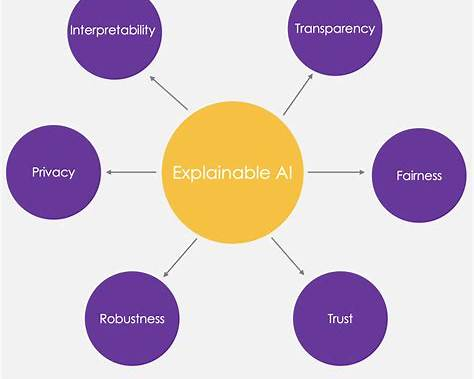 Interpretability
Transparency
Privacy
Explainable AI
Fairness
Robustness
Trust